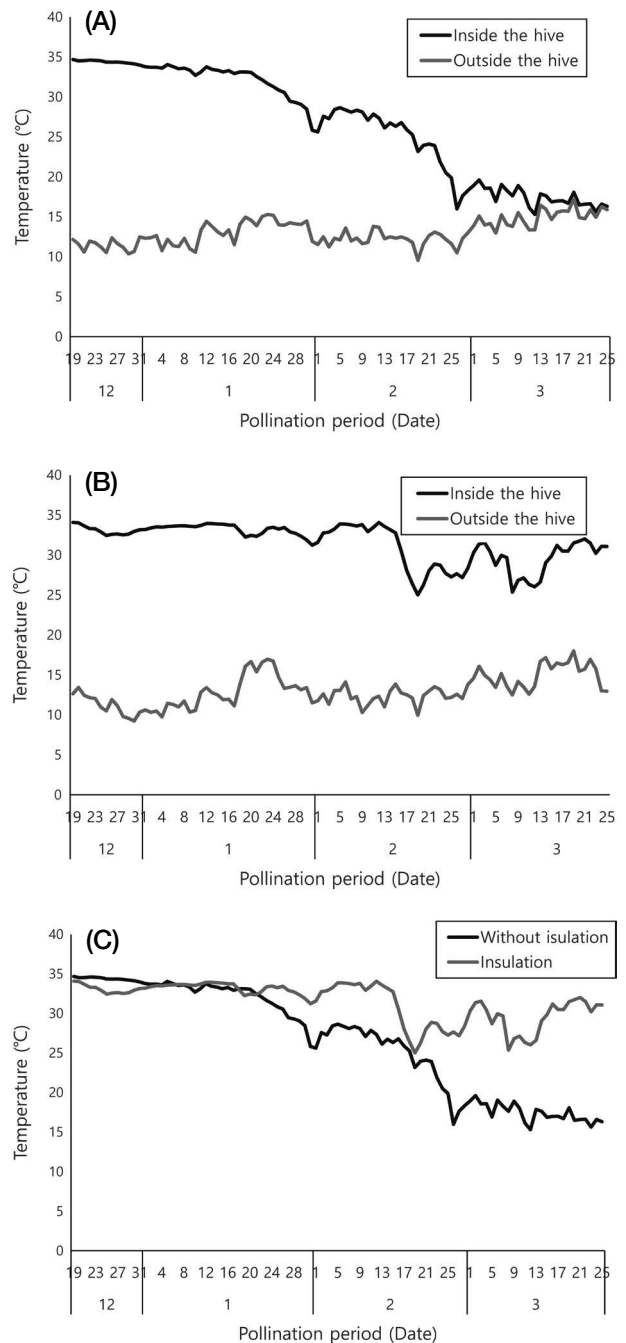 (A)
Inside the hive
Outside the hive
Temperature (℃)
40
35
30
25
20
15
10
5
0
19 23 27 31 4 8 12 16 20 24 28 1 5 9 13 17 21 25 1 5 9 13 17 21 25
12 1 2 3
Pollination period (Date)
(B)
Inside the hive
Outside the hive
Temperature (℃)
40
35
30
25
20
15
10
5
0
19 23 27 31 4 8 12 16 20 24 28 1 5 9 13 17 21 25 1 5 9 13 17 21 25
12 1 2 3
Pollination period (Date)
(C)
Without isulation
Insulation
Temperature (℃)
40
35
30
25
20
15
10
5
0
19 23 27 31 4 8 12 16 20 24 28 1 5 9 13 17 21 25 1 5 9 13 17 21 25
12 1 2 3
Pollination period (Date)